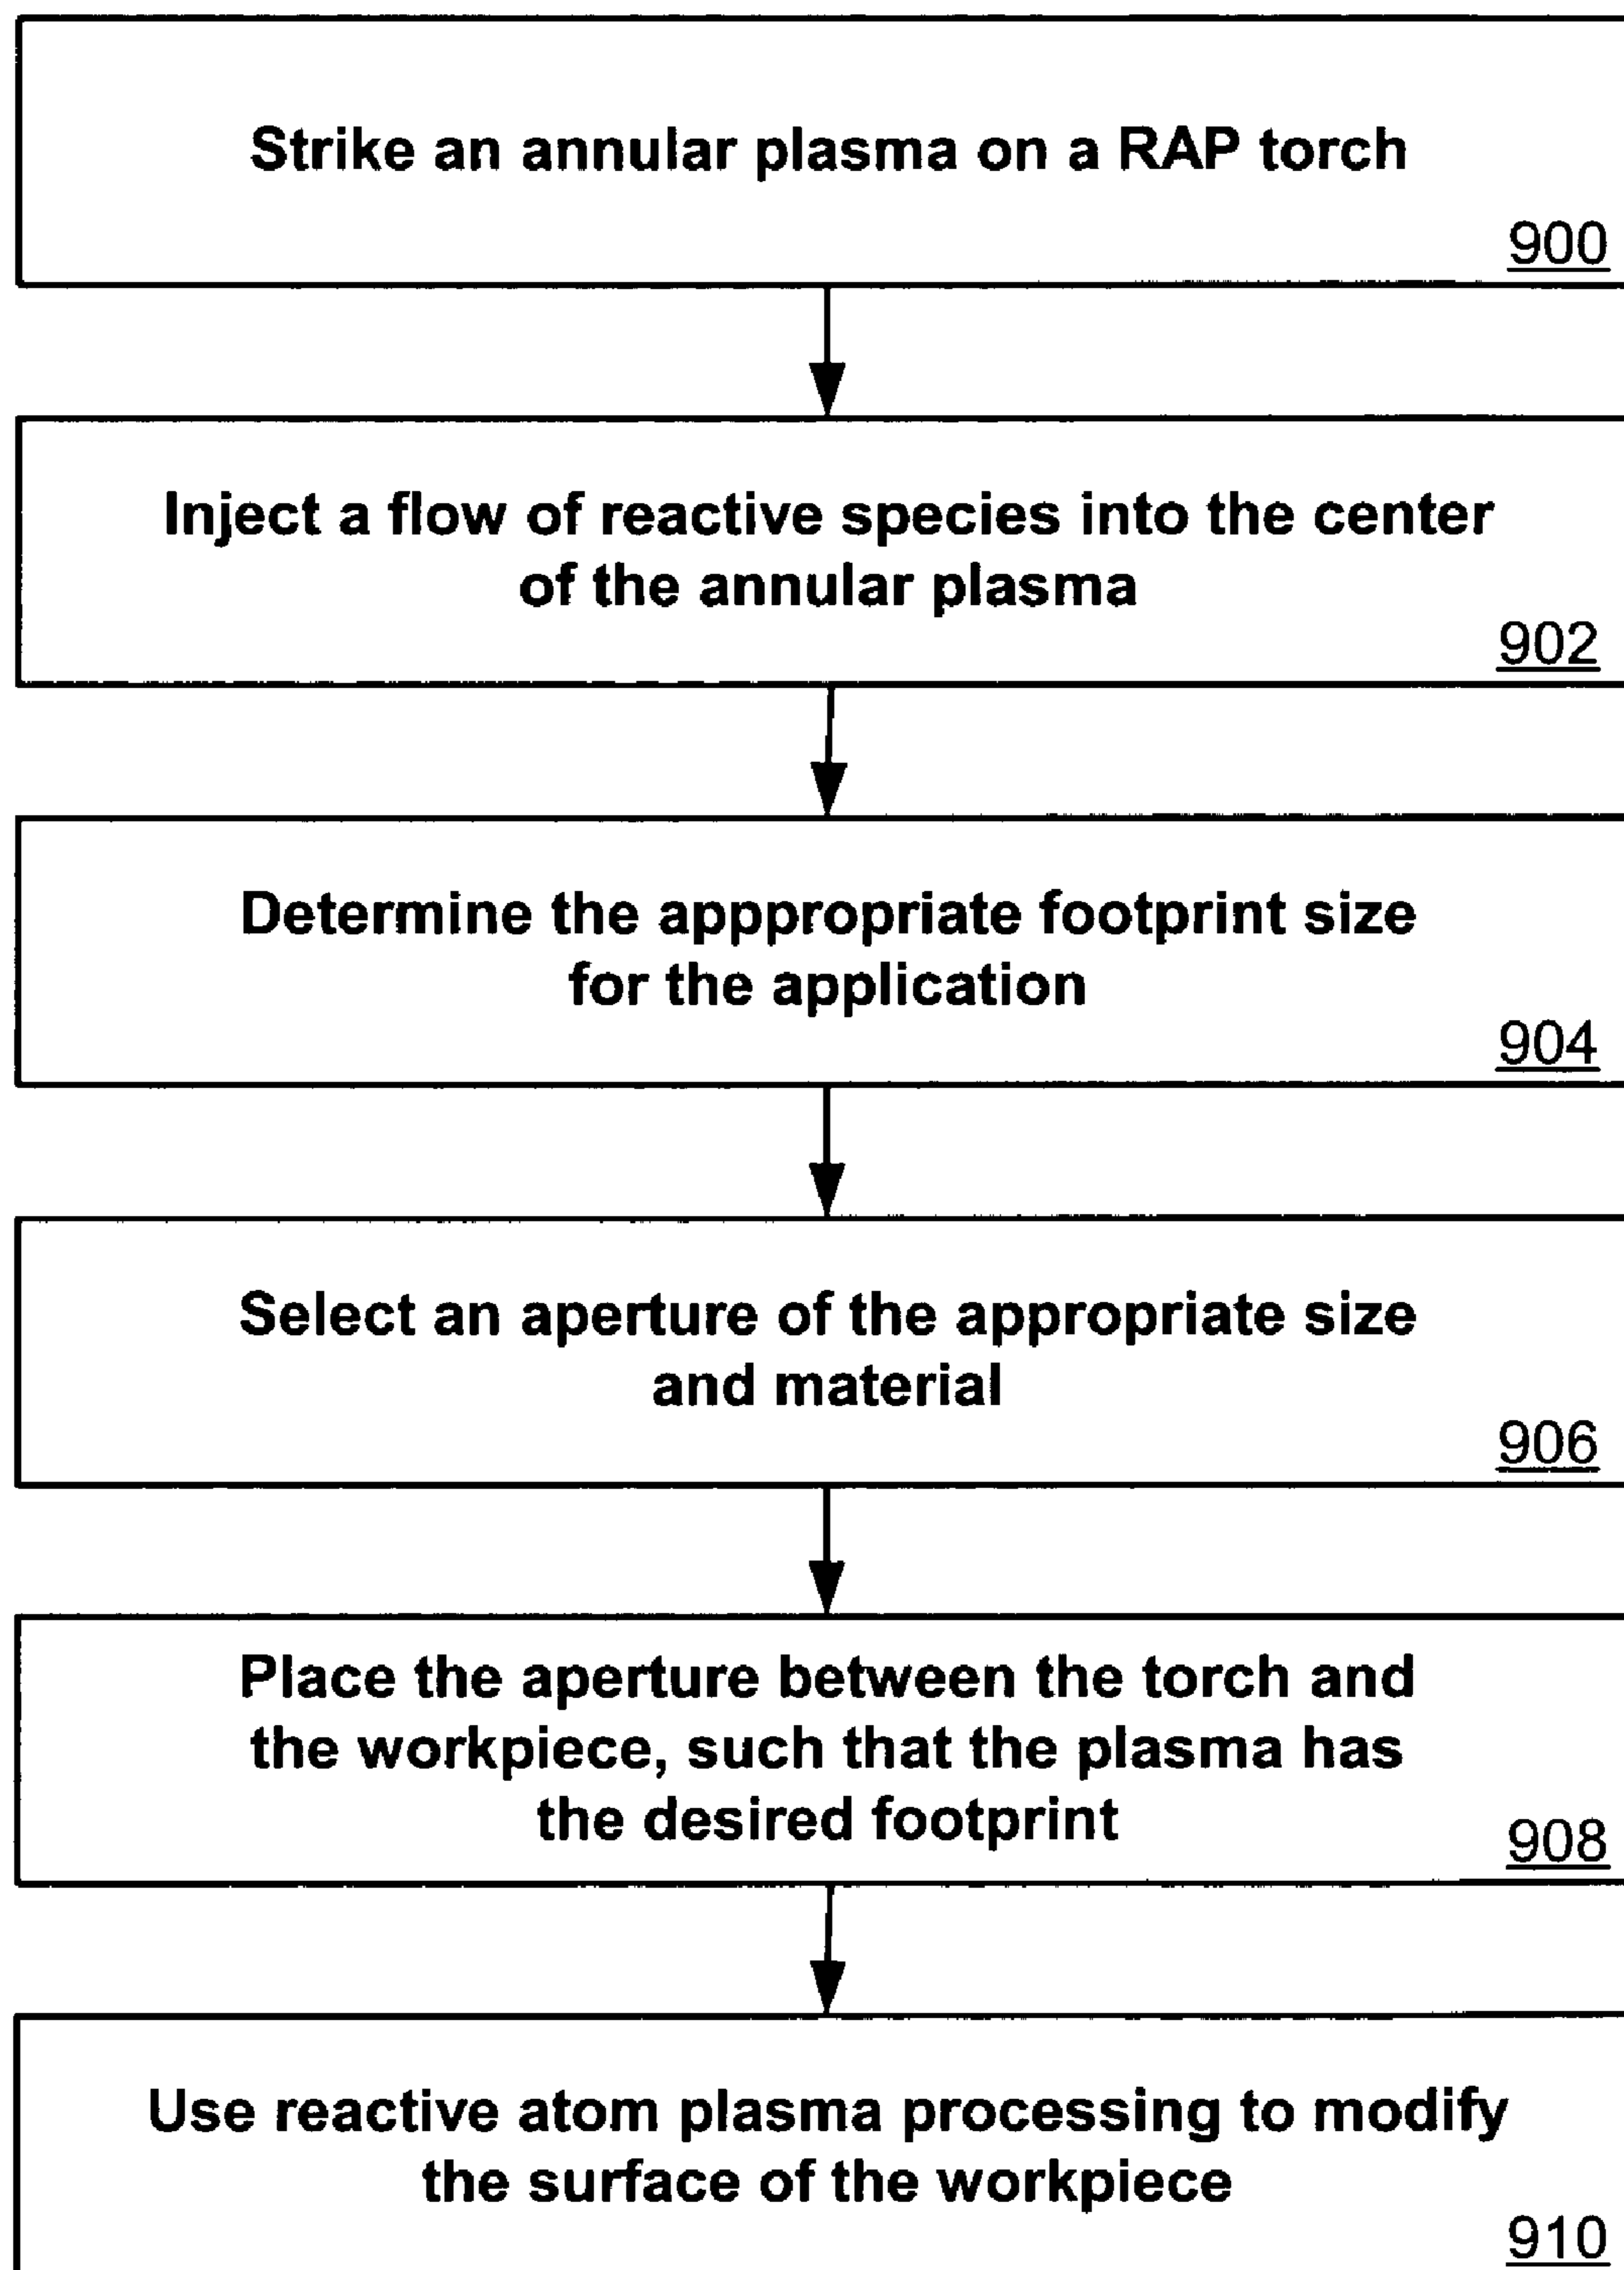 Strike an annular plasma on a RAP torch
900
Inject a flow of reactive species into the center
of the annular plasma
902
Determine the apppropriate footprint size
for the application
904
Select an aperture of the appropriate size
and material
906
Place the aperture between the torch and
the workpiece, such that the plasma has
the desired footprint
908
Use reactive atom plasma processing to modify
the surface of the workpiece
910